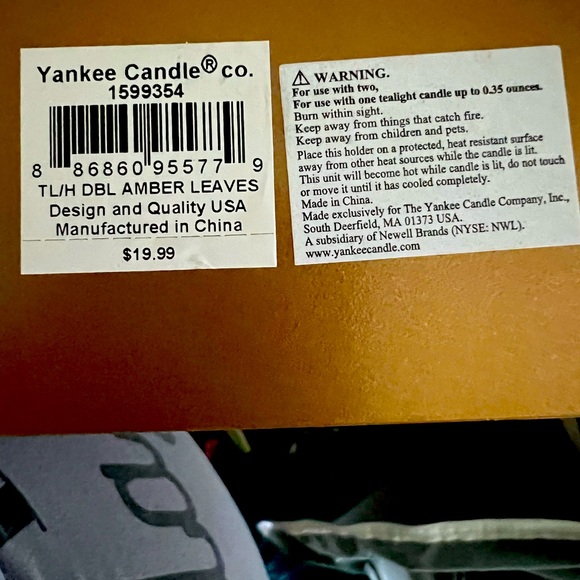 Yankee Candle® co.
1599354
8 86860 95577 9
TL/H DBL AMBER LEAVES
Design and Quality USA
Manufactured in China
$19.99
⚠ WARNING.
For use with two,
For use with one tealight candle up to 0.35 ounces.
Burn within sight.
Keep away from things that catch fire.
Keep away from children and pets.
Place this holder on a protected, heat resistant surface
away from other heat sources while the candle is lit.
This unit will become hot while candle is lit, do not touch
or move it until it has cooled completely.
Made in China.
Made exclusively for The Yankee Candle Company, Inc.,
South Deerfield, MA 01373 USA.
A subsidiary of Newell Brands (NYSE: NWL).
www.yankeecandle.com